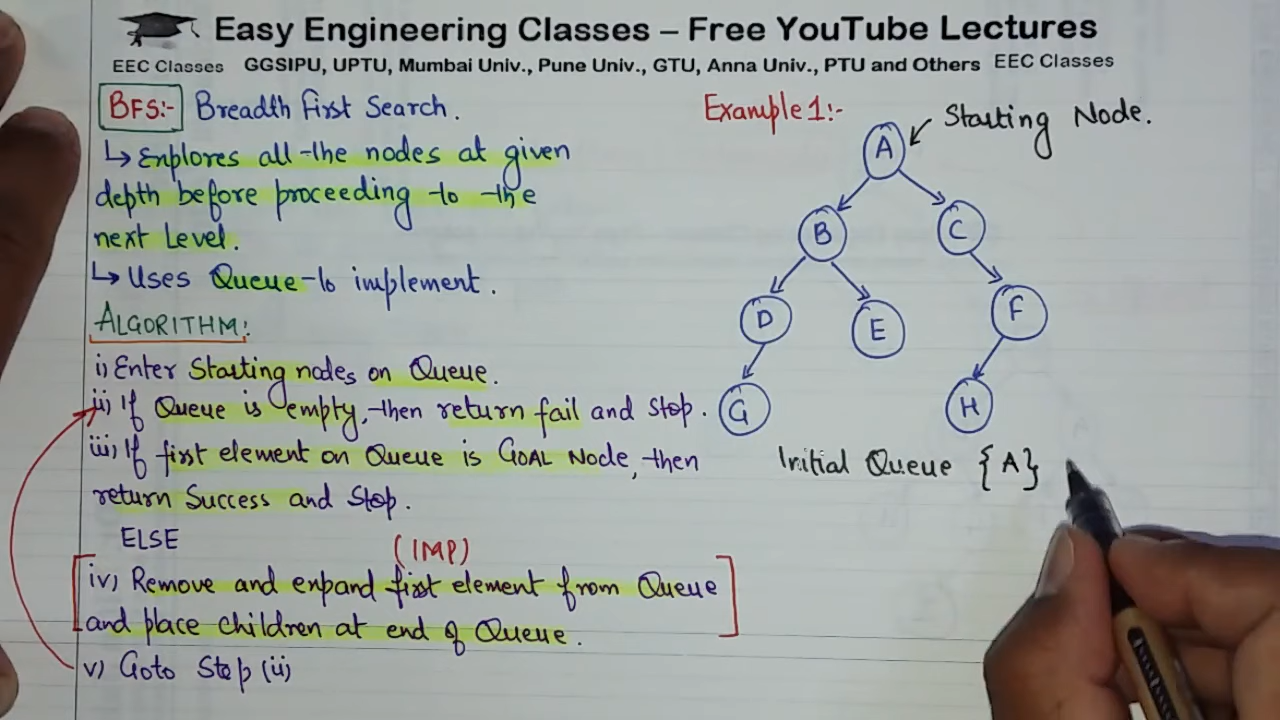 Easy Engineering Classes – Free YouTube Lectures
EEC Classes GGSIPU, UPTU, Mumbai Univ., Pune Univ., GTU, Anna Univ., PTU and Others EEC Classes
BFS:- Breadth First Search.
↳ Explores all the nodes at given
depth before proceeding to the
next Level.
↳ Uses Queue to implement.
ALGORITHM:
i) Enter Starting nodes on Queue.
ii) If Queue is empty, then return fail and stop.
iii) If first element on Queue is GOAL Node, then
return Success and Stop.
ELSE
(IMP)
iv) Remove and expand first element from Queue
and place children at end of Queue.
v) Goto Step (ii)
Example 1:-
Starting Node.
A
B C
D E F
G H
Initial Queue {A}